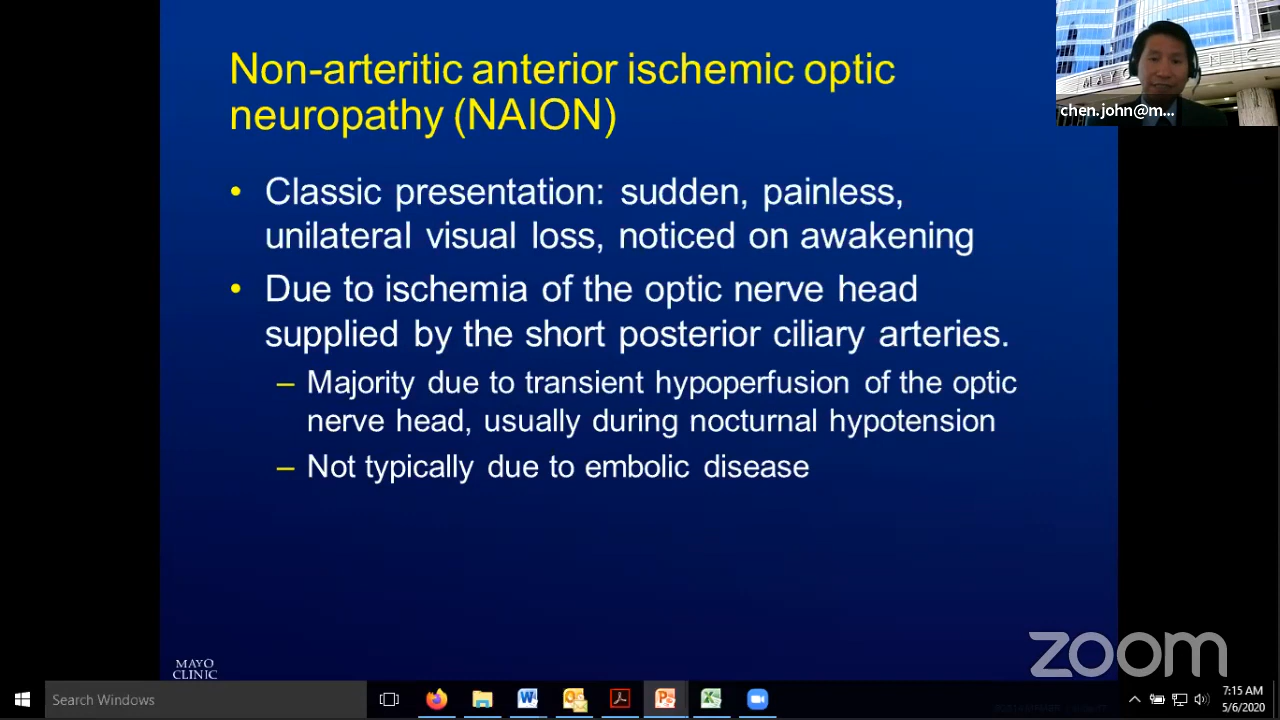 Non-arteritic anterior ischemic optic
neuropathy (NAION)
chen.john@m...
• Classic presentation: sudden, painless,
unilateral visual loss, noticed on awakening
• Due to ischemia of the optic nerve head
supplied by the short posterior ciliary arteries.
– Majority due to transient hypoperfusion of the optic
nerve head, usually during nocturnal hypotension
– Not typically due to embolic disease
MAYO
CLINIC
zoom
Search Windows
7:15 AM
5/6/2020